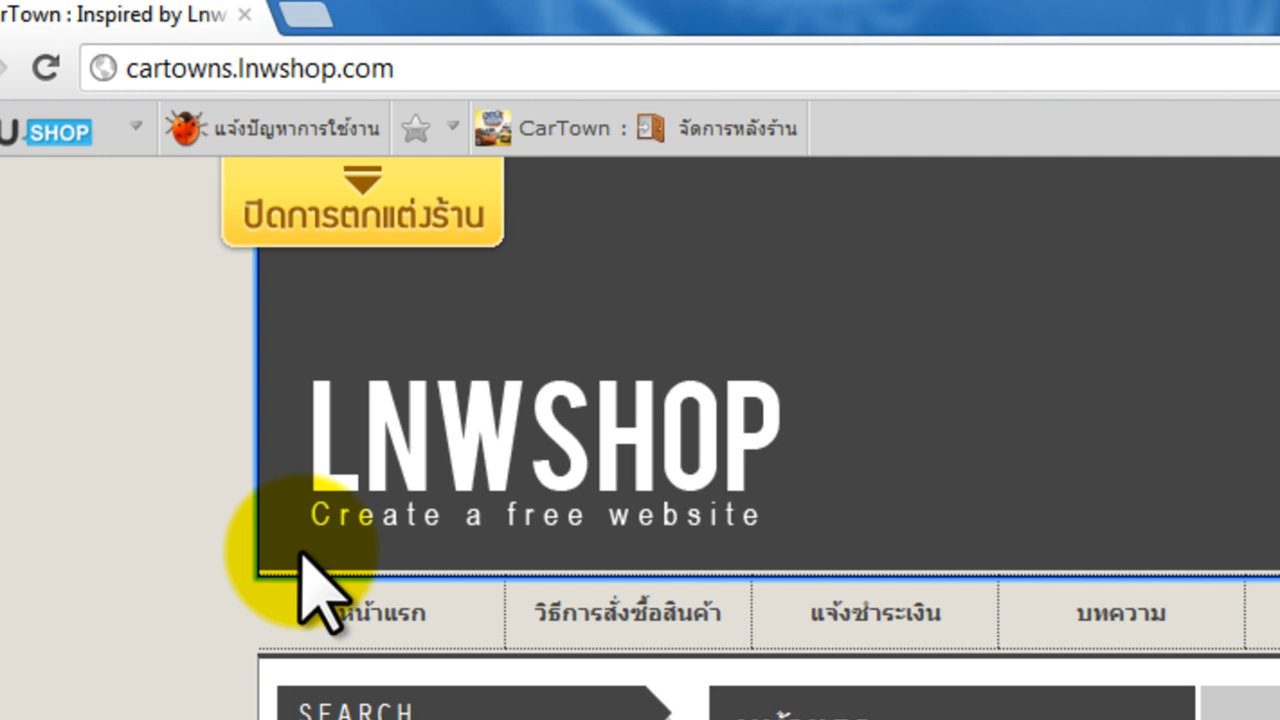 rTown : Inspired by Lnw
cartowns.lnwshop.com
U SHOP
แจ้งปัญหาการใช้งาน
CarTown :
จัดการหลังร้าน
ปิดการตกแต่งร้าน
LNWSHOP
Create a free website
หน้าแรก
วิธีการสั่งซื้อสินค้า
แจ้งชำระเงิน
บทความ
SEARCH